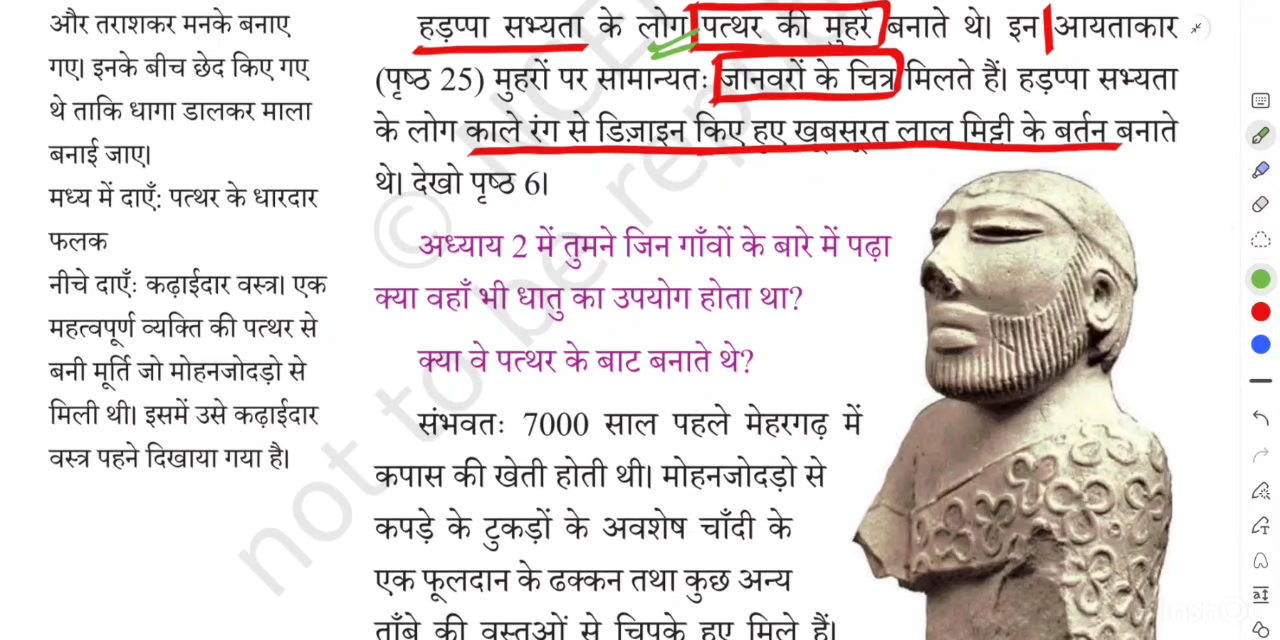 और तराशकर मनके बनाए
गए। इनके बीच छेद किए गए
थे ताकि धागा डालकर माला
बनाई जाए।
मध्य में दाएँ: पत्थर के धारदार
फलक
नीचे दाएँ: कढ़ाईदार वस्त्र। एक
महत्वपूर्ण व्यक्ति की पत्थर से
बनी मूर्ति जो मोहनजोदड़ो से
मिली थी। इसमें उसे कढ़ाईदार
वस्त्र पहने दिखाया गया है।
हड़प्पा सभ्यता के लोग पत्थर की मुहरें बनाते थे। इन आयताकार
(पृष्ठ 25) मुहरों पर सामान्यतः जानवरों के चित्र मिलते हैं। हड़प्पा सभ्यता
के लोग काले रंग से डिज़ाइन किए हुए खूबसूरत लाल मिट्टी के बर्तन बनाते
थे। देखो पृष्ठ 6।
अध्याय 2 में तुमने जिन गाँवों के बारे में पढ़ा
क्या वहाँ भी धातु का उपयोग होता था?
क्या वे पत्थर के बाट बनाते थे?
संभवतः 7000 साल पहले मेहरगढ़ में
कपास की खेती होती थी। मोहनजोदड़ो से
कपड़े के टुकड़ों के अवशेष चाँदी के
एक फूलदान के ढक्कन तथा कुछ अन्य
ताँबे की वस्तुओं से चिपके हुए मिले हैं।
not to be rep